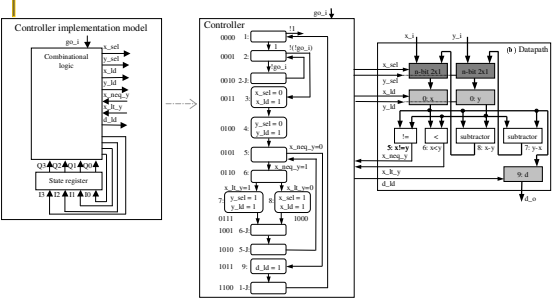 Controller implementation model
go_i
Combinational
logic
x_sel
y_sel
x_ld
y_ld
x_neq_y
x_lt_y
d_ld
Q3 Q2 Q1 Q0
State register
I3 I2 I1 I0
go_i
Controller
!1
0000 1:
1
!(!go_i)
0001 2:
!go_i
0010 2-J:
0011 3:
x_sel = 0
x_ld = 1
0100 4:
y_sel = 0
y_ld = 1
x_neq_y=0
0101 5:
x_neq_y=1
0110 6:
x_lt_y=1 x_lt_y=0
7: y_sel = 1
y_ld = 1
8: x_sel = 1
x_ld = 1
0111 1000
1001 6-J:
1010 5-J:
1011 9: d_ld = 1
1100 1-J:
x_i y_i
(b) Datapath
x_sel
y_sel
n-bit 2x1 n-bit 2x1
x_ld
y_ld
0: x 0: y
!= < subtractor subtractor
5: x!=y 6: x<y 8: x-y 7: y-x
x_neq_y
x_lt_y
9: d
d_ld
d_o